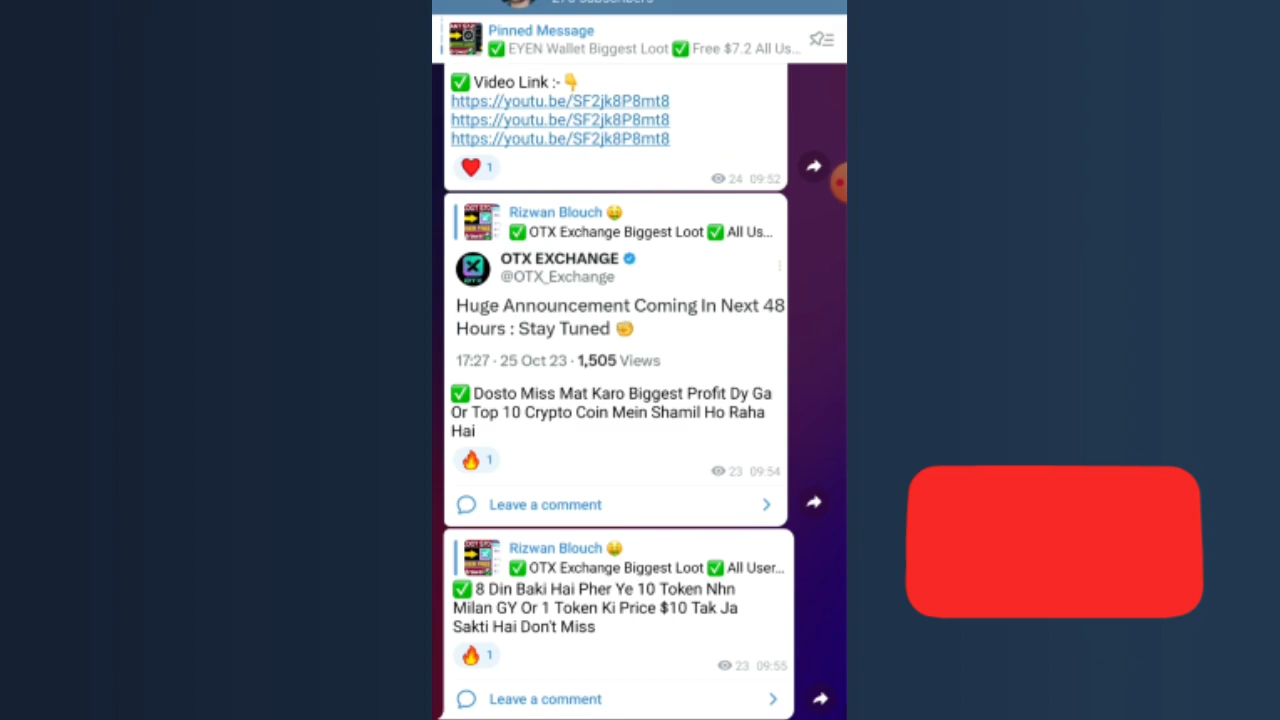 Pinned Message
✅ EYEN Wallet Biggest Loot ✅ Free $7.2 All Us...
✅ Video Link :- 👇
https://youtu.be/SF2jk8P8mt8
https://youtu.be/SF2jk8P8mt8
https://youtu.be/SF2jk8P8mt8
❤️ 1
24 09:52
Rizwan Blouch 🤑
✅ OTX Exchange Biggest Loot ✅ All Us...
OTX EXCHANGE
@OTX_Exchange
Huge Announcement Coming In Next 48
Hours : Stay Tuned ✊
17:27 · 25 Oct 23 · 1,505 Views
✅ Dosto Miss Mat Karo Biggest Profit Dy Ga
Or Top 10 Crypto Coin Mein Shamil Ho Raha
Hai
🔥 1
23 09:54
Leave a comment
Rizwan Blouch 🤑
✅ OTX Exchange Biggest Loot ✅ All User...
✅ 8 Din Baki Hai Pher Ye 10 Token Nhn
Milan GY Or 1 Token Ki Price $10 Tak Ja
Sakti Hai Don't Miss
🔥 1
23 09:55
Leave a comment